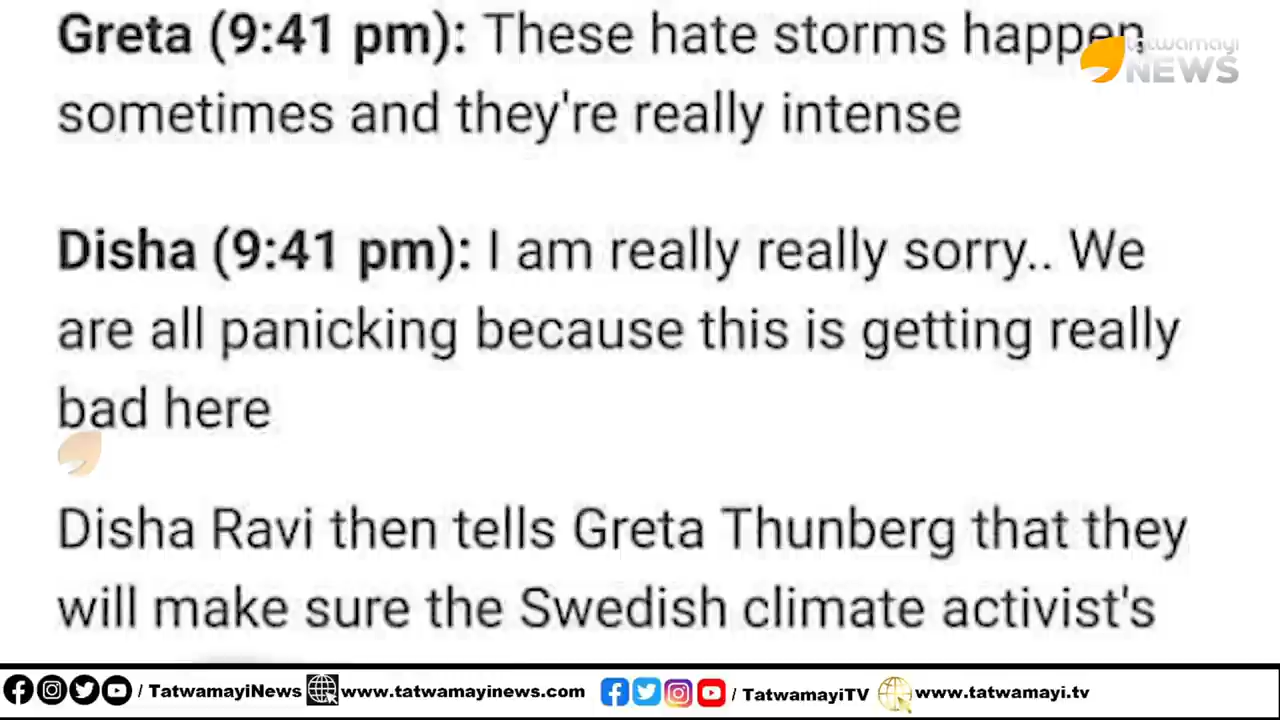 Greta (9:41 pm): These hate storms happen
sometimes and they're really intense
tatwamayi
NEWS
Disha (9:41 pm): I am really really sorry.. We
are all panicking because this is getting really
bad here
Disha Ravi then tells Greta Thunberg that they
will make sure the Swedish climate activist's
/ TatwamayiNews www.tatwamayinews.com / TatwamayiTV www.tatwamayi.tv